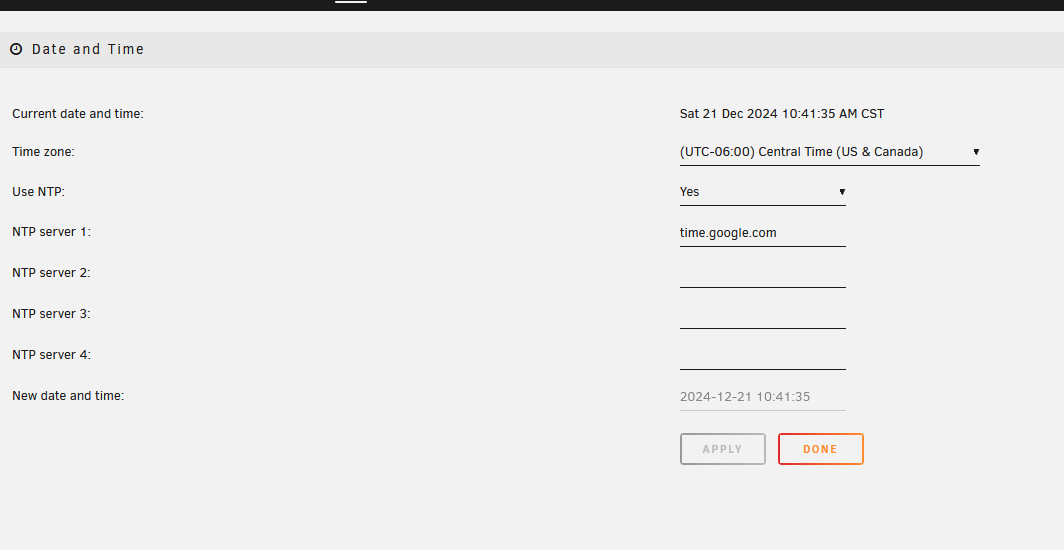 Date and Time
Current date and time: Sat 21 Dec 2024 10:41:35 AM CST
Time zone: (UTC-06:00) Central Time (US & Canada)
Use NTP: Yes
NTP server 1: time.google.com
NTP server 2:
NTP server 3:
NTP server 4:
New date and time: 2024-12-21 10:41:35
APPLY DONE